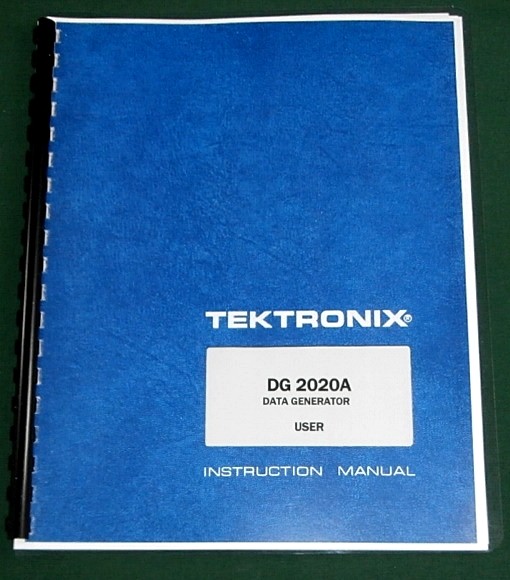 TEKTRONIX®
DG 2020A
DATA GENERATOR
USER
INSTRUCTION MANUAL